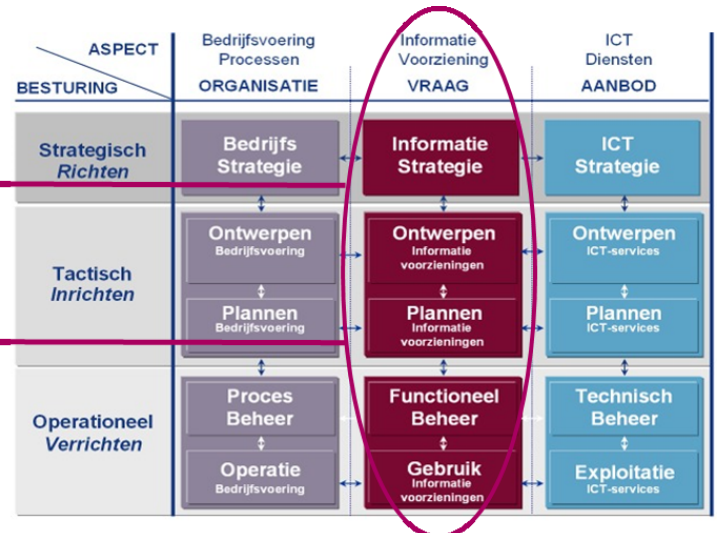 ASPECT
BESTURING
Bedrijfsvoering
Processen
ORGANISATIE
Informatie
Voorziening
VRAAG
ICT
Diensten
AANBOD
Strategisch
Richten
Bedrijfs
Strategie
Informatie
Strategie
ICT
Strategie
Tactisch
Inrichten
Ontwerpen
Bedrijfsvoering
Ontwerpen
Informatie
voorzieningen
Ontwerpen
ICT-services
Plannen
Bedrijfsvoering
Plannen
Informatie
voorzieningen
Plannen
ICT-services
Operationeel
Verrichten
Proces
Beheer
Functioneel
Beheer
Technisch
Beheer
Operatie
Bedrijfsvoering
Gebruik
Informatie
voorzieningen
Exploitatie
ICT-services